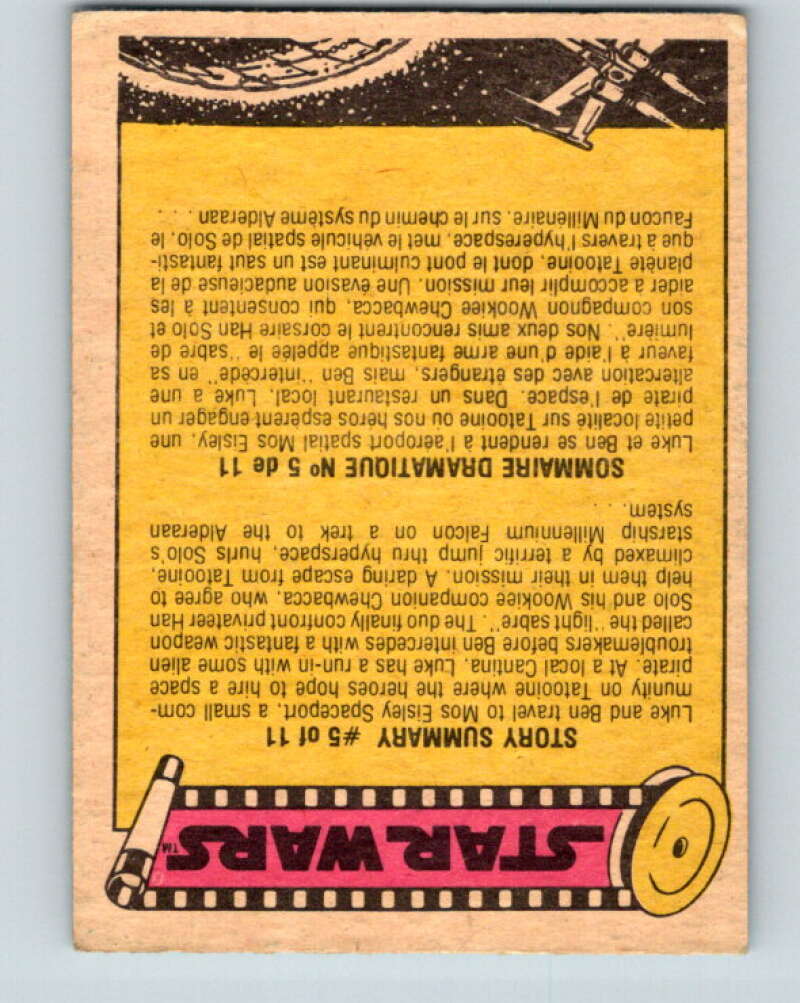 STAR WARS™
STORY SUMMARY #5 of 11
Luke and Ben travel to Mos Eisley Spaceport, a small com-
munity on Tatooine where the heroes hope to hire a space
pirate. At a local Cantina, Luke has a run-in with some alien
troublemakers before Ben intercedes with a fantastic weapon
called the "light sabre". The duo finally confront privateer Han
Solo and his Wookiee companion Chewbacca, who agree to
help them in their mission. A daring escape from Tatooine,
climaxed by a terrific jump thru hyperspace, hurls Solo's
starship Millennium Falcon on a trek to the Alderaan
system. . .
SOMMAIRE DRAMATIQUE No 5 de 11
Luke et Ben se rendent à l'aeroport spatial Mos Eisley, une
petite localité sur Tatooine où nos héros espèrent engager un
pirate de l'espace. Dans un restaurant local, Luke a une
altercation avec des étrangers, mais Ben "intercède" en sa
faveur à l'aide d'une arme fantastique appelée le "sabre de
lumière". Nos deux amis rencontrent le corsaire Han Solo et
son compagnon Wookiee Chewbacca, qui consentent à les
aider à accomplir leur mission. Une évasion audacieuse de la
planète Tatooine, dont le pont culminant est un saut fantasti-
que à travers l'hyperespace, met le véhicule spatial de Solo, le
Faucon du Millénaire, sur le chemin du système Alderaan . . .